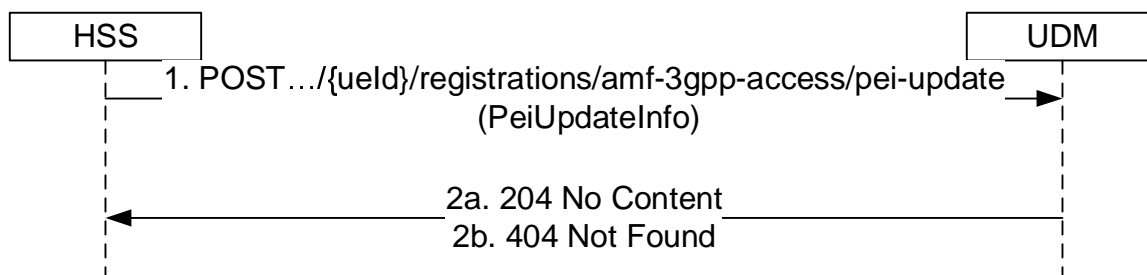 HSS
UDM
1. POST…/{ueId}/registrations/amf-3gpp-access/pei-update
(PeiUpdateInfo)
2a. 204 No Content
2b. 404 Not Found